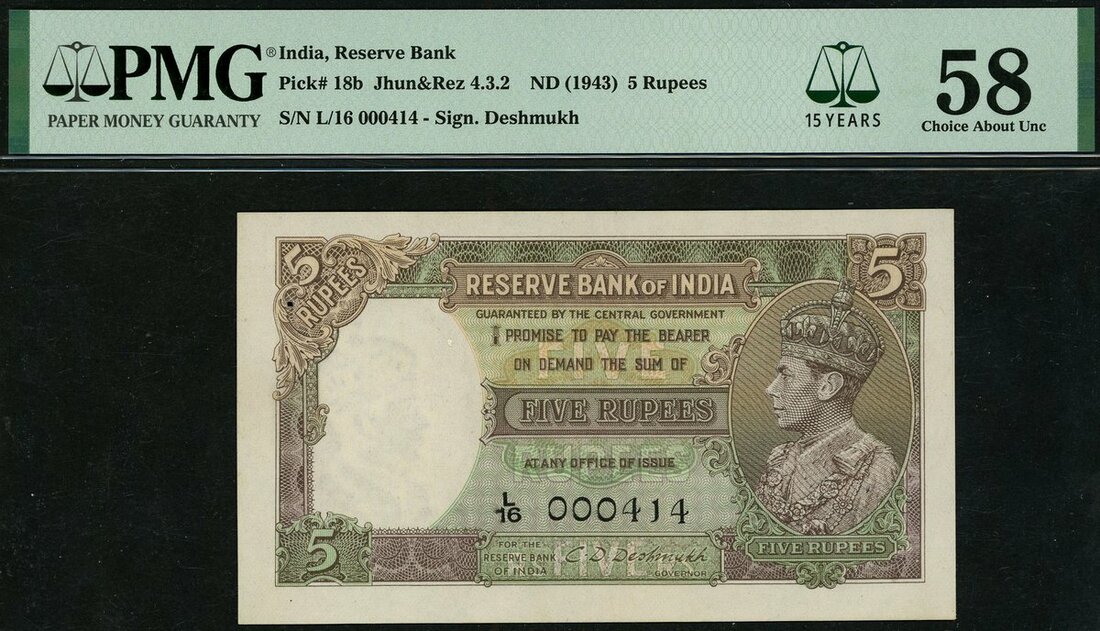 PMG®
PAPER MONEY GUARANTY
India, Reserve Bank
Pick# 18b Jhun&Rez 4.3.2 ND (1943) 5 Rupees
S/N L/16 000414 - Sign. Deshmukh
15 YEARS
58
Choice About Unc
5
RUPEES
5
RESERVE BANK OF INDIA
GUARANTEED BY THE CENTRAL GOVERNMENT
I PROMISE TO PAY THE BEARER
FIVE
ON DEMAND THE SUM OF
FIVE RUPEES
RUPEES
AT ANY OFFICE OF ISSUE
L/16 000414
5
FOR THE
RESERVE BANK
OF INDIA
C. D. Deshmukh
GOVERNOR
FIVE
FIVE RUPEES